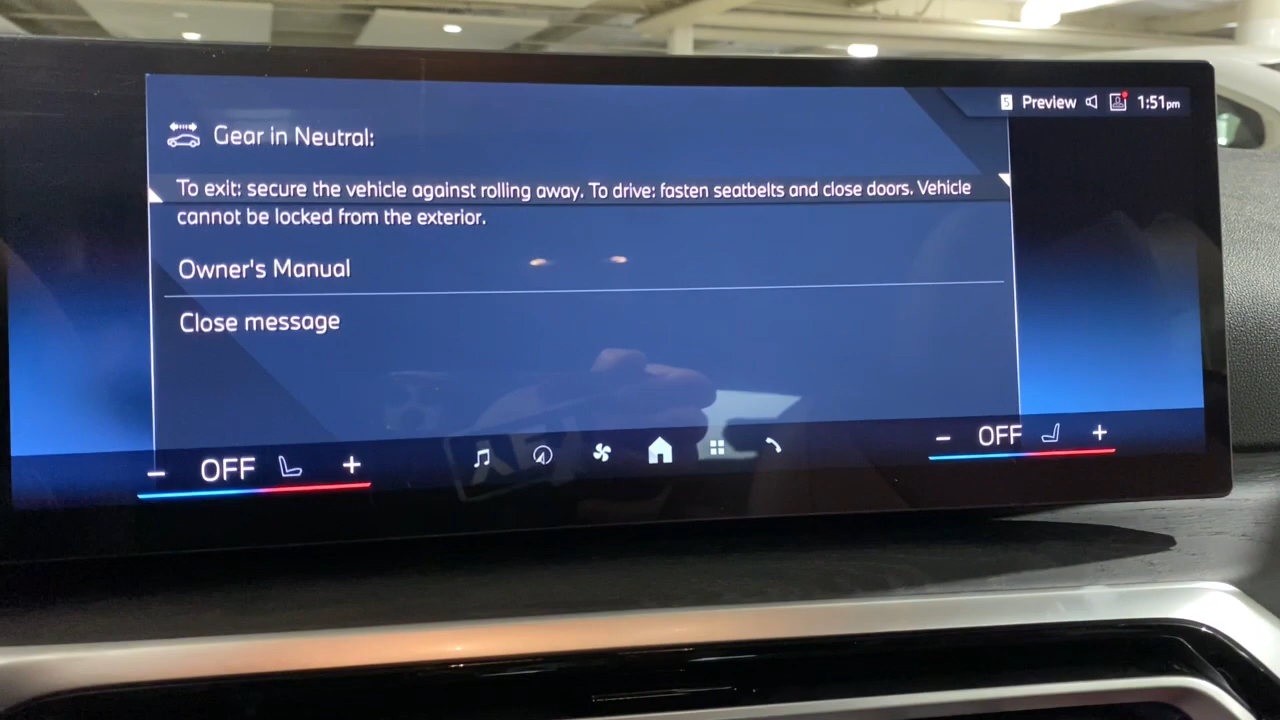 5 Preview 1:51pm
Gear in Neutral:
To exit: secure the vehicle against rolling away. To drive: fasten seatbelts and close doors. Vehicle
cannot be locked from the exterior.
Owner's Manual
Close message
− OFF +
− OFF +